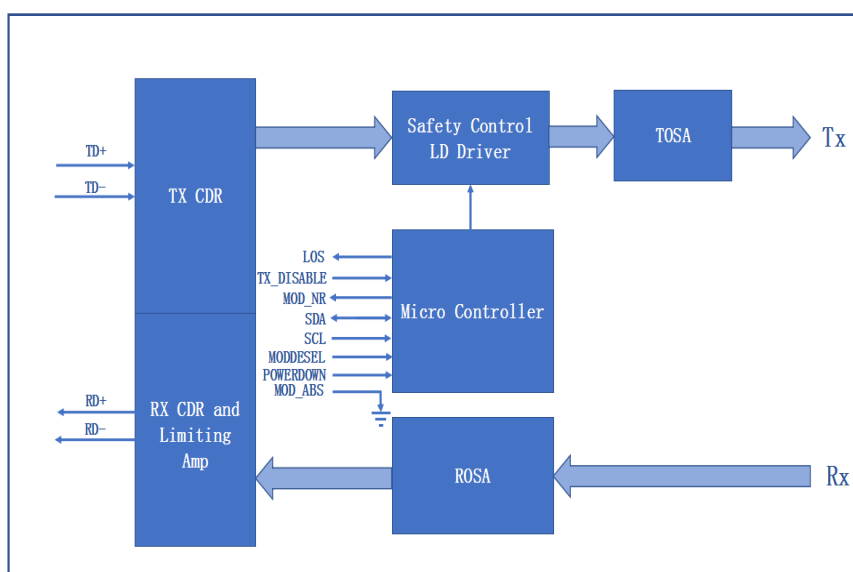 Safety Control
LD Driver
TOSA
Tx
TD+
TD-
TX CDR
LOS
TX_DISABLE
MOD_NR
SDA
SCL
MODDESEL
POWERDOWN
MOD_ABS
Micro Controller
RD+
RD-
RX CDR and
Limiting
Amp
ROSA
Rx